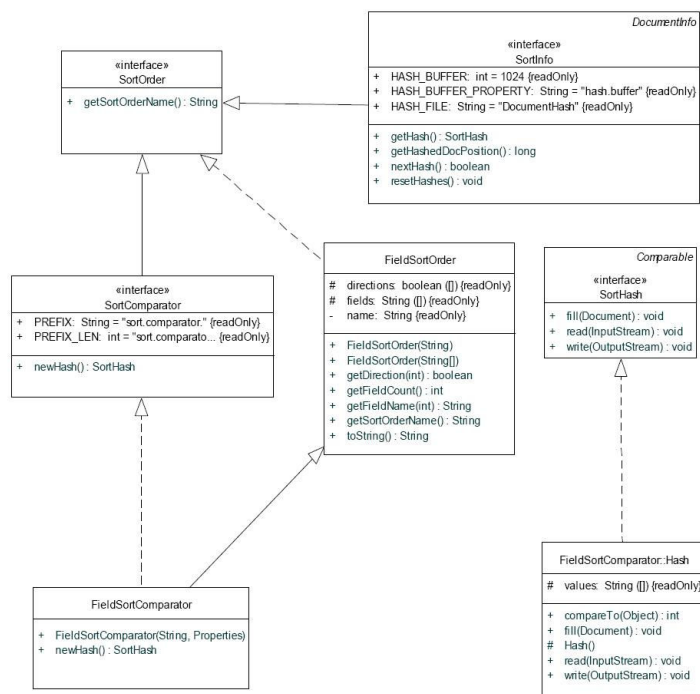 DocumentInfo
«interface»
SortInfo
+ HASH_BUFFER: int = 1024 {readOnly}
+ HASH_BUFFER_PROPERTY: String = "hash.buffer" {readOnly}
+ HASH_FILE: String = "DocumentHash" {readOnly}
+ getHash() : SortHash
+ getHashedDocPosition() : long
+ nextHash() : boolean
+ resetHashes() : void
«interface»
SortOrder
+ getSortOrderName() : String
FieldSortOrder
# directions: boolean ([]) {readOnly}
# fields: String ([]) {readOnly}
- name: String {readOnly}
+ FieldSortOrder(String)
+ FieldSortOrder(String[])
+ getDirection(int) : boolean
+ getFieldCount() : int
+ getFieldName(int) : String
+ getSortOrderName() : String
+ toString() : String
Comparable
«interface»
SortHash
+ fill(Document) : void
+ read(InputStream) : void
+ write(OutputStream) : void
«interface»
SortComparator
+ PREFIX: String = "sort.comparator." {readOnly}
+ PREFIX_LEN: int = "sort.comparato... {readOnly}
+ newHash() : SortHash
FieldSortComparator
+ FieldSortComparator(String, Properties)
+ newHash() : SortHash
FieldSortComparator::Hash
# values: String ([]) {readOnly}
+ compareTo(Object) : int
+ fill(Document) : void
# Hash()
+ read(InputStream) : void
+ write(OutputStream) : void